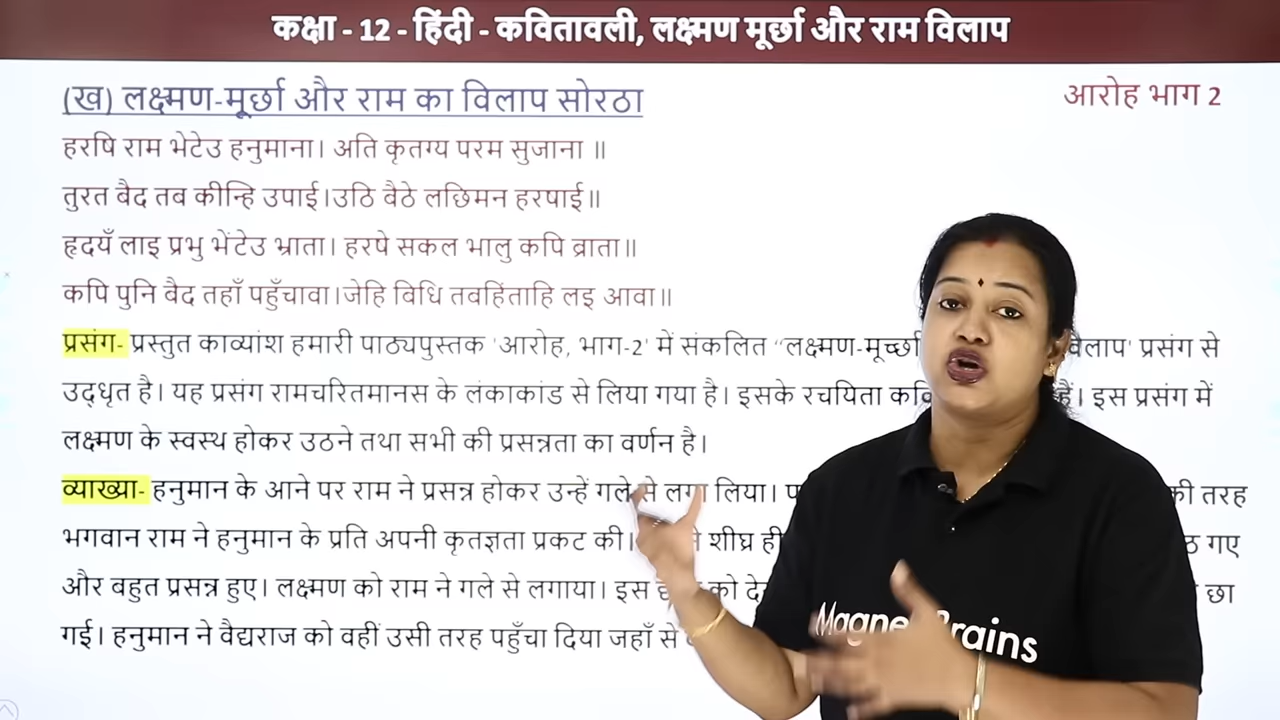 कक्षा - 12 - हिंदी - कवितावली, लक्ष्मण मूर्छा और राम विलाप
(ख) लक्ष्मण-मूर्छा और राम का विलाप सोरठा
आरोह भाग 2
हरषि राम भेटेउ हनुमाना। अति कृतग्य परम सुजाना ॥
तुरत बैद तब कीन्हि उपाई।उठि बैठे लछिमन हरषाई॥
हृदयँ लाइ प्रभु भेंटेउ भ्राता। हरषे सकल भालु कपि ब्राता॥
कपि पुनि बैद तहाँ पहुँचावा।जेहि विधि तवहिंताहि लइ आवा॥
प्रसंग- प्रस्तुत काव्यांश हमारी पाठ्यपुस्तक 'आरोह, भाग-2' में संकलित “लक्ष्मण-मूर्च्छा विलाप' प्रसंग से
उद्धृत है। यह प्रसंग रामचरितमानस के लंकाकांड से लिया गया है। इसके रचयिता हैं। इस प्रसंग में
लक्ष्मण के स्वस्थ होकर उठने तथा सभी की प्रसन्नता का वर्णन है।
व्याख्या- हनुमान के आने पर राम ने प्रसन्न होकर उन्हें गले से लगा लिया। की तरह
भगवान राम ने हनुमान के प्रति अपनी कृतज्ञता प्रकट की। शीघ्र ही गए
और बहुत प्रसन्न हुए। लक्ष्मण को राम ने गले से लगाया। इस को छा
गई। हनुमान ने वैद्यराज को वहीं उसी तरह पहुँचा दिया जहाँ से
Magnet Brains